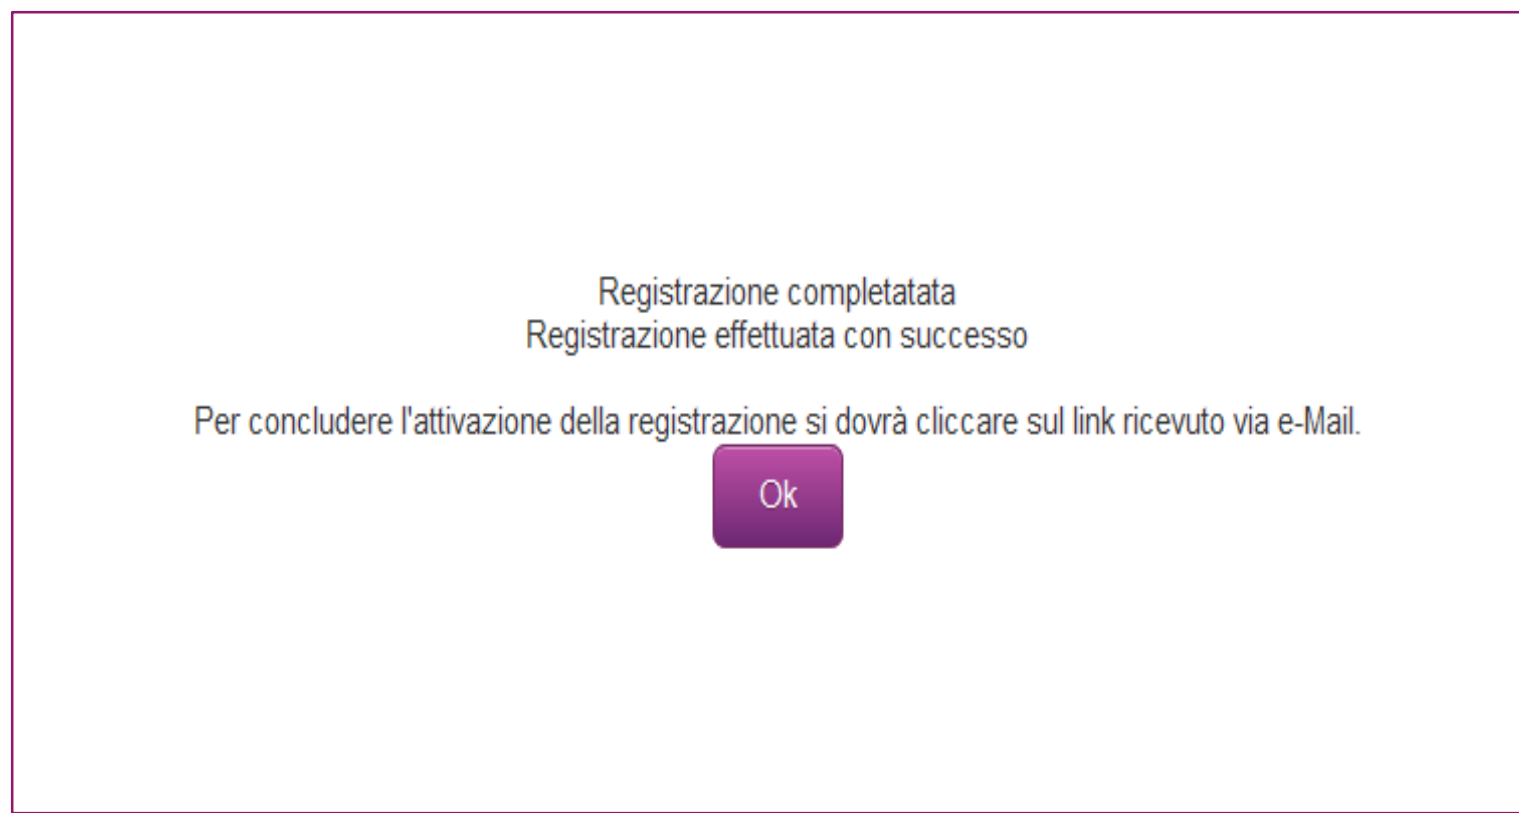 Registrazione completatata
Registrazione effettuata con successo
Per concludere l'attivazione della registrazione si dovrà cliccare sul link ricevuto via e-Mail.
Ok